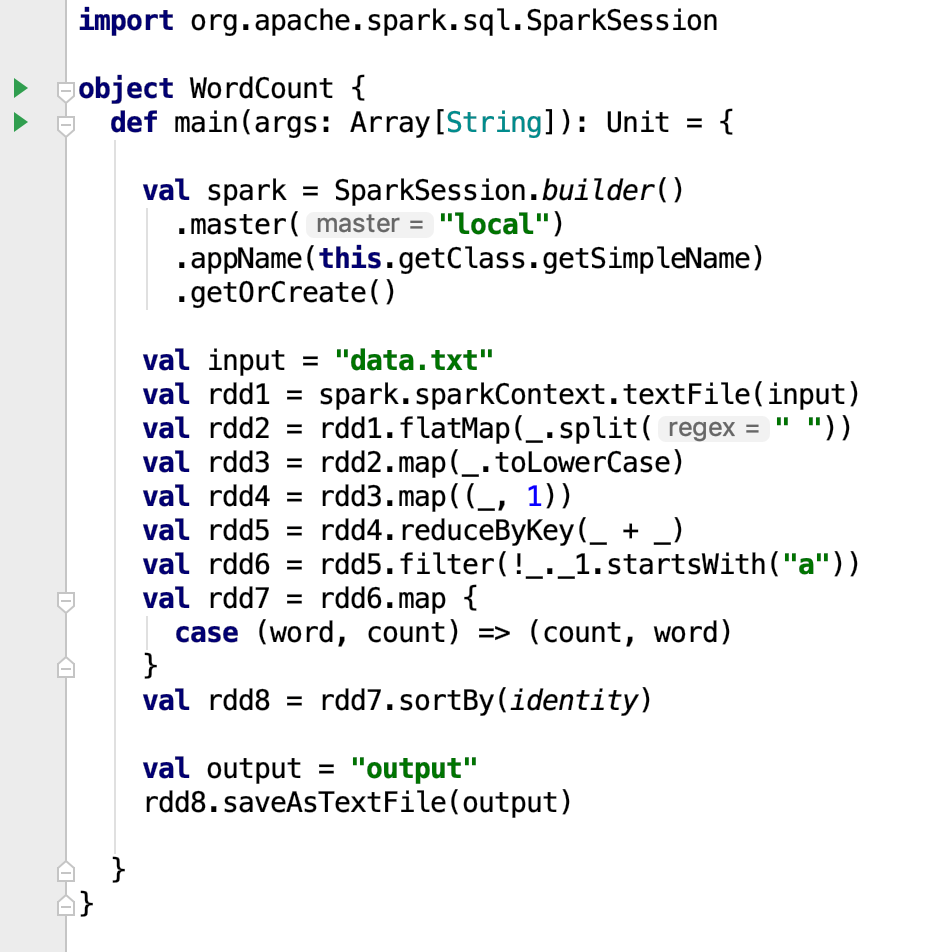 import org.apache.spark.sql.SparkSession
object WordCount {
def main(args: Array[String]): Unit = {
val spark = SparkSession.builder()
.master( master = "local")
.appName(this.getClass.getSimpleName)
.getOrCreate()
val input = "data.txt"
val rdd1 = spark.sparkContext.textFile(input)
val rdd2 = rdd1.flatMap(_.split( regex = " "))
val rdd3 = rdd2.map(_.toLowerCase)
val rdd4 = rdd3.map((_, 1))
val rdd5 = rdd4.reduceByKey(_ + _)
val rdd6 = rdd5.filter(!_._1.startsWith("a"))
val rdd7 = rdd6.map {
case (word, count) => (count, word)
}
val rdd8 = rdd7.sortBy(identity)
val output = "output"
rdd8.saveAsTextFile(output)
}
}